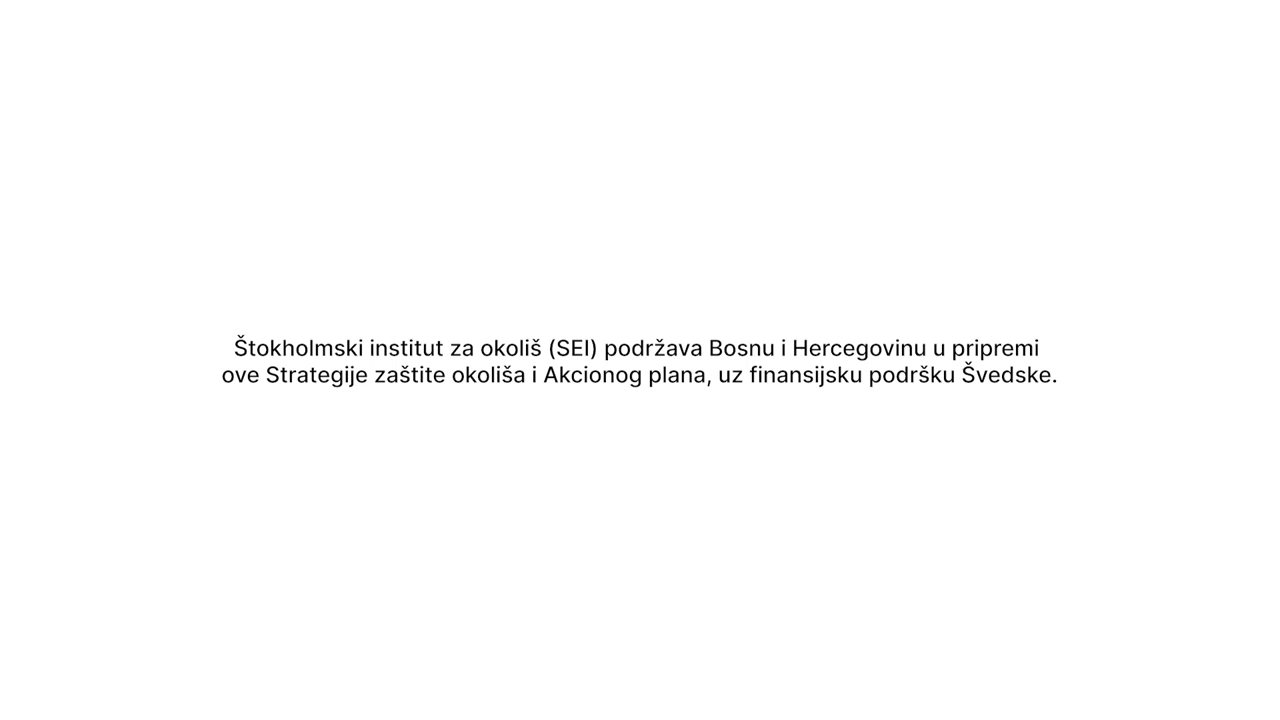 Štokholmski institut za okoliš (SEI) podržava Bosnu i Hercegovinu u pripremi
ove Strategije zaštite okoliša i Akcionog plana, uz finansijsku podršku Švedske.